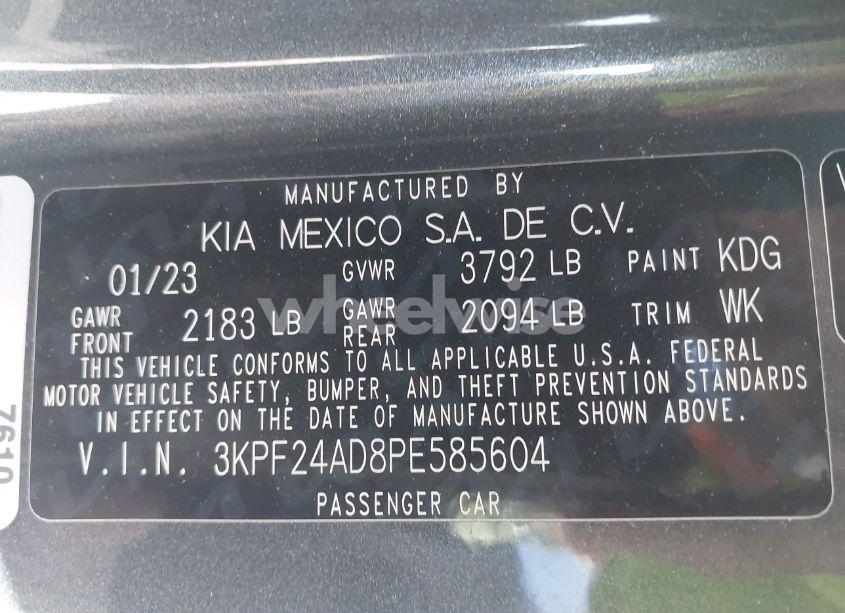 MANUFACTURED BY
KIA MEXICO S.A. DE C.V.
01/23 GVWR 3792 LB PAINT KDG
GAWR FRONT 2183 LB GAWR REAR 2094 LB TRIM WK
THIS VEHICLE CONFORMS TO ALL APPLICABLE U.S.A. FEDERAL
MOTOR VEHICLE SAFETY, BUMPER, AND THEFT PREVENTION STANDARDS
IN EFFECT ON THE DATE OF MANUFACTURE SHOWN ABOVE.
V.I.N. 3KPF24AD8PE585604
PASSENGER CAR
wheelwise
7610